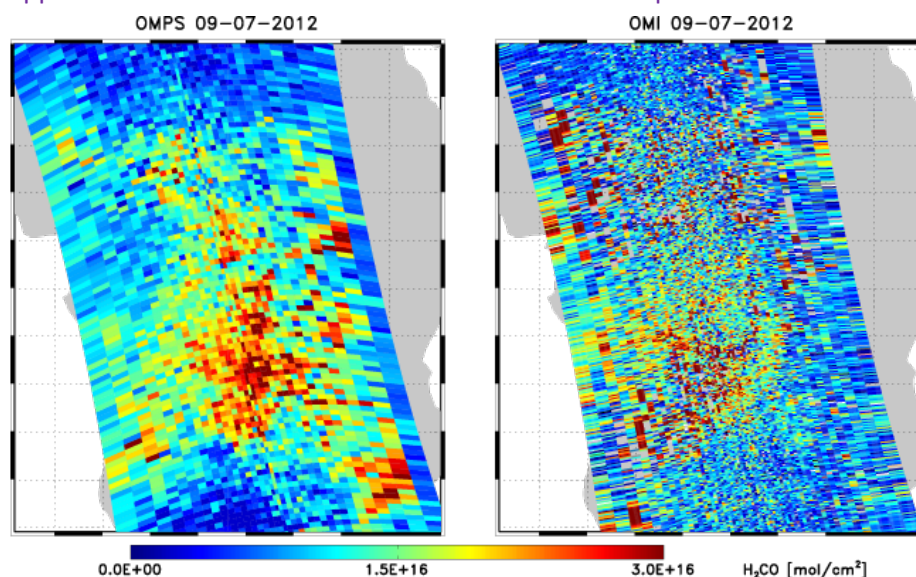 OMPS 09-07-2012
OMI 09-07-2012
0.0E+00
1.5E+16
3.0E+16
H₂CO [mol/cm²]